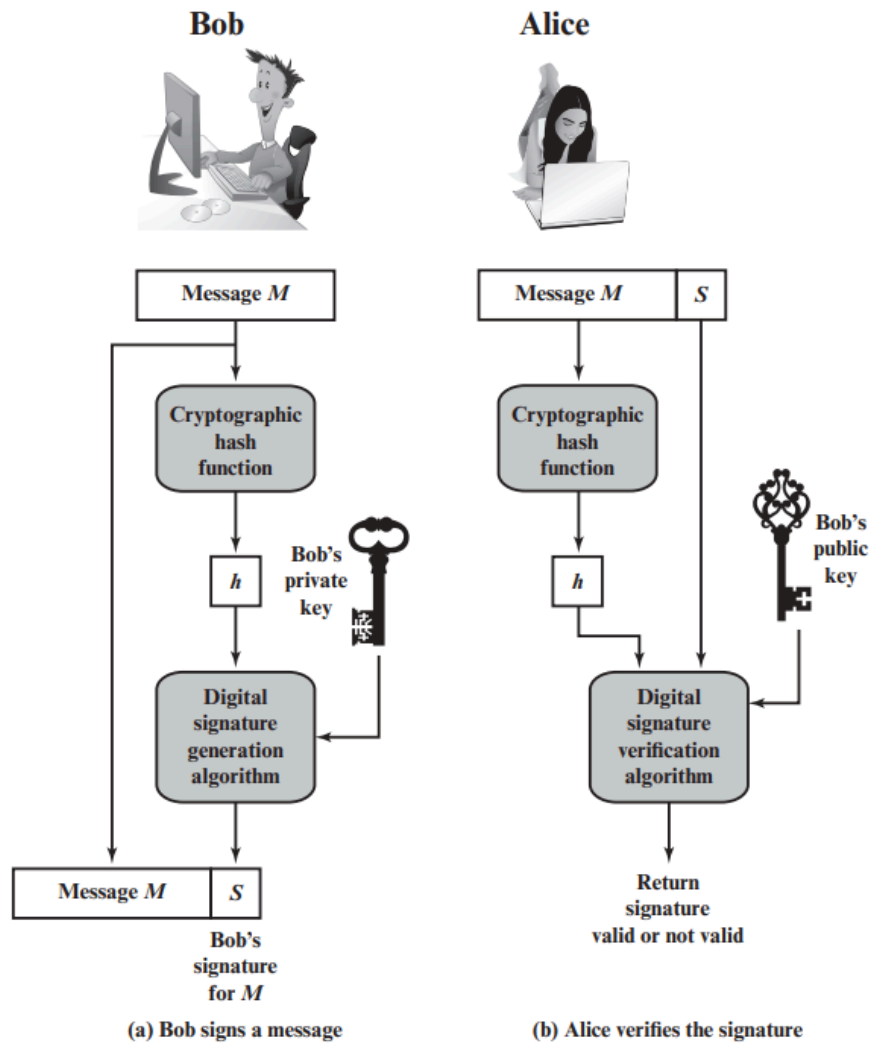 Bob
Message M
Cryptographic
hash
function
h
Bob's
private
key
Digital
signature
generation
algorithm
Message M S
Bob's
signature
for M
(a) Bob signs a message
Alice
Message M S
Cryptographic
hash
function
h
Bob's
public
key
Digital
signature
verification
algorithm
Return
signature
valid or not valid
(b) Alice verifies the signature